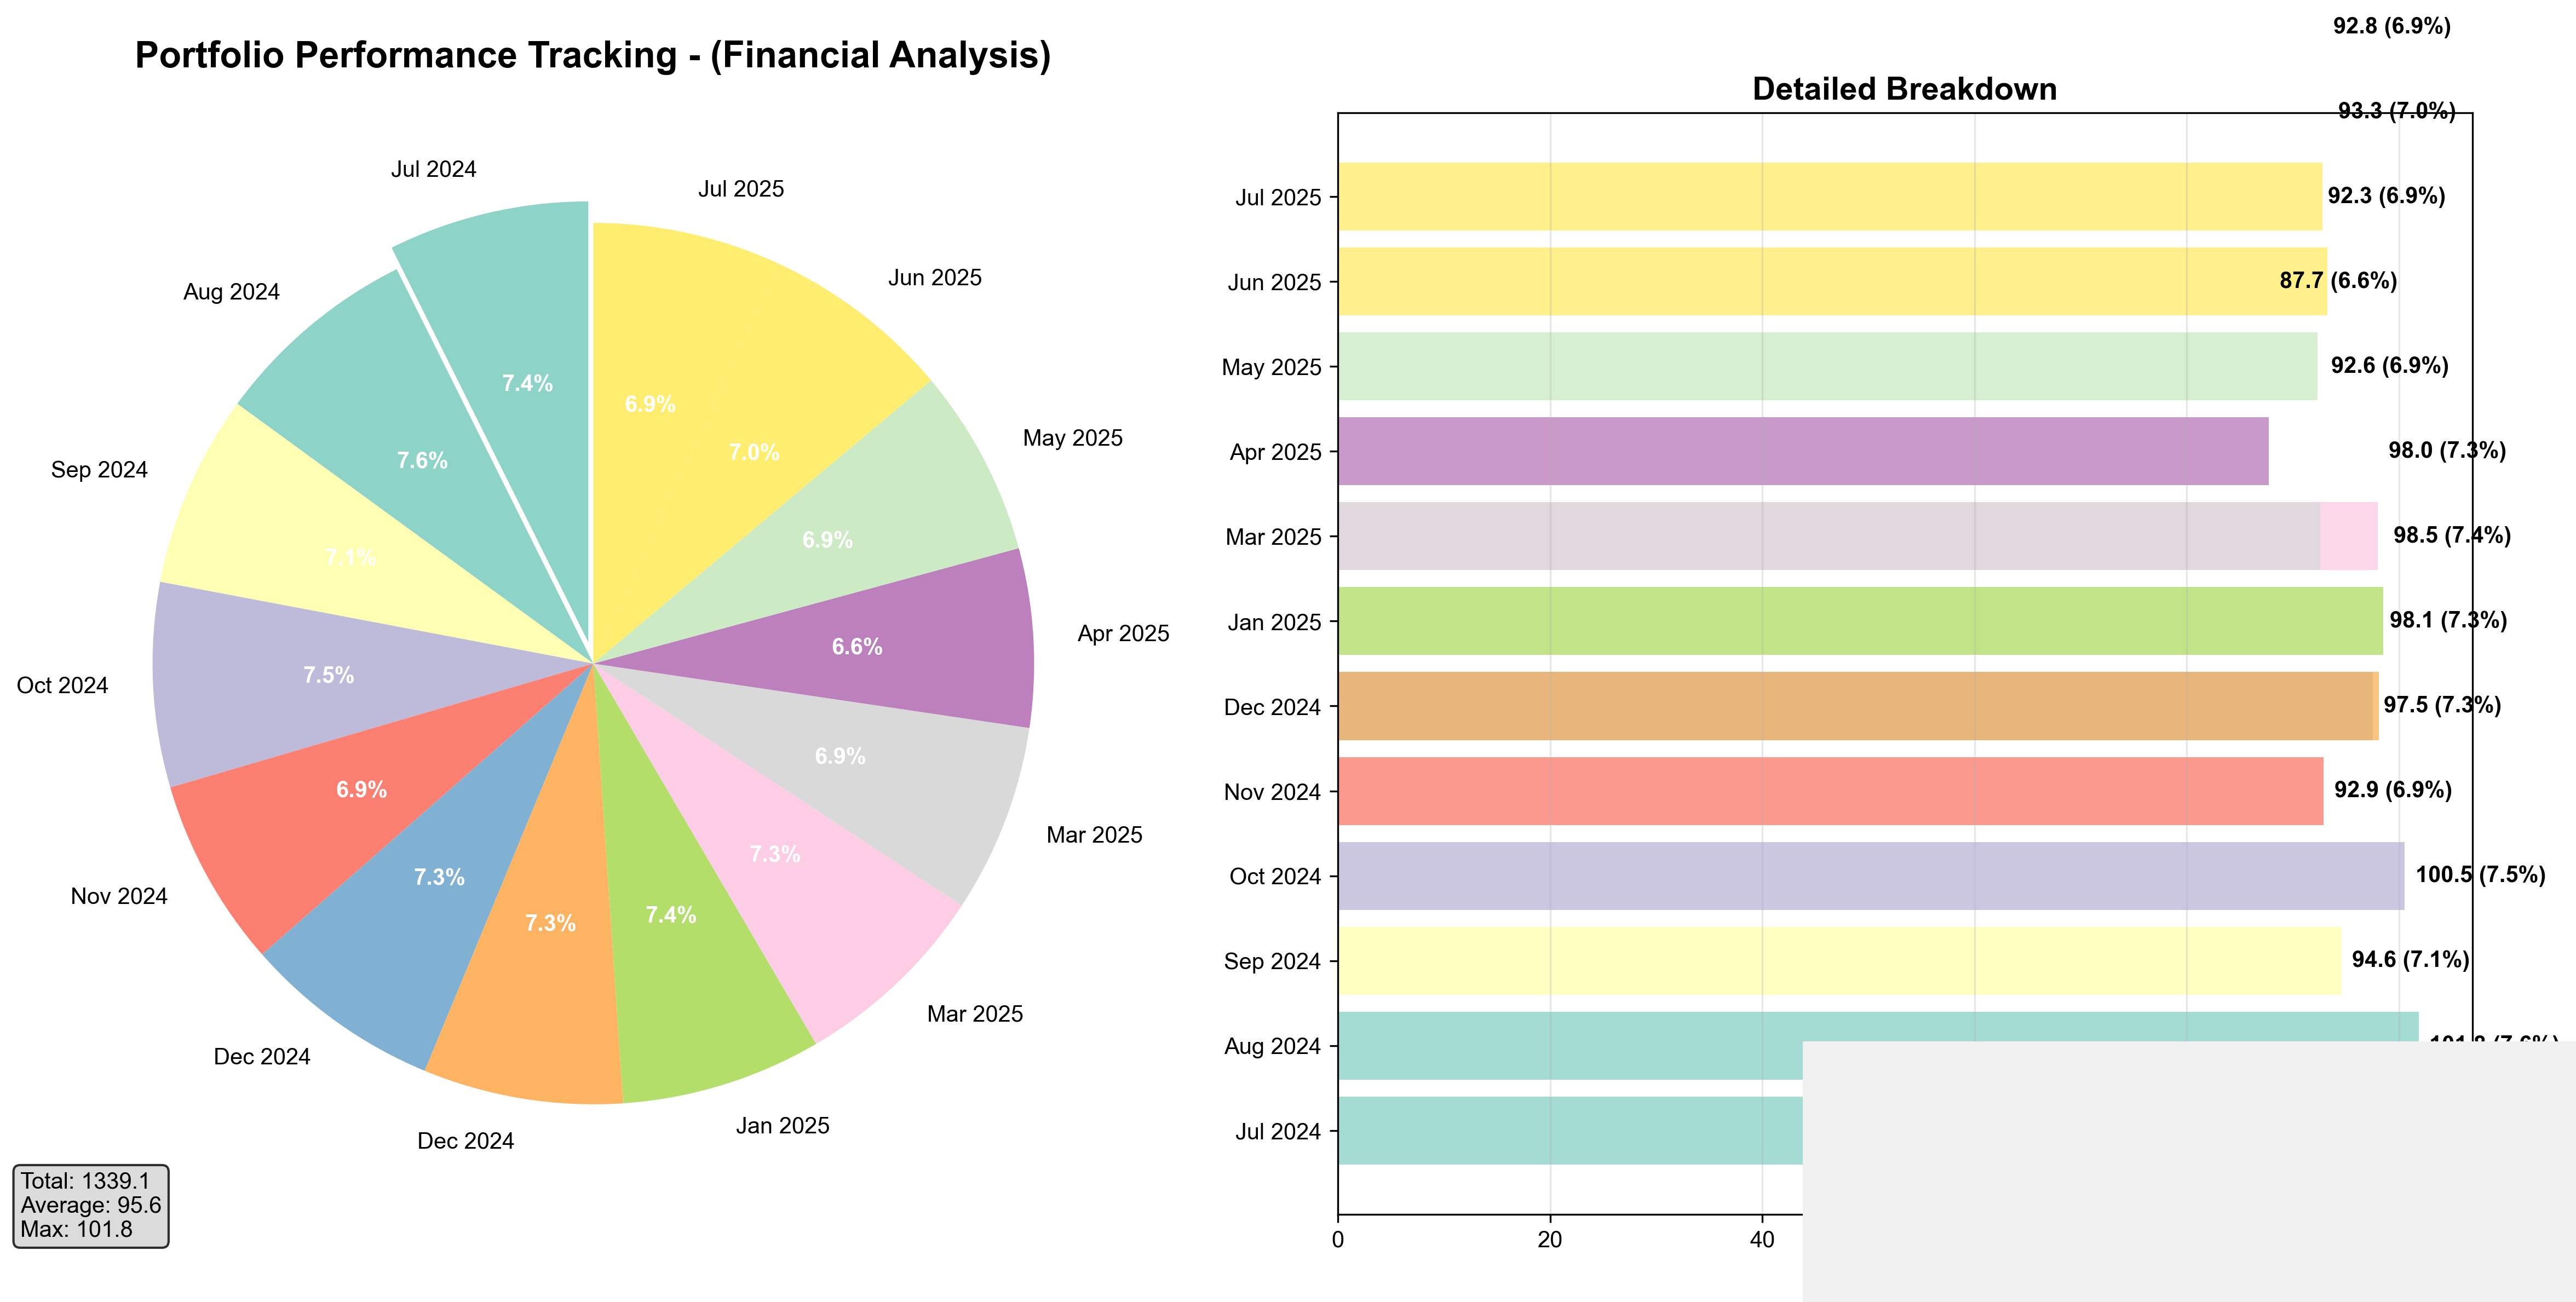 Portfolio Performance Tracking - (Financial Analysis)
Jul 2024
Aug 2024
Sep 2024
Oct 2024
Nov 2024
Dec 2024
Dec 2024
Jan 2025
Mar 2025
Mar 2025
Apr 2025
May 2025
Jun 2025
Jul 2025
7.4%
7.6%
7.1%
7.5%
6.9%
7.3%
7.3%
7.4%
7.3%
6.9%
6.6%
6.9%
7.0%
6.9%
Total: 1339.1
Average: 95.6
Max: 101.8
92.8 (6.9%)
Detailed Breakdown
93.3 (7.0%)
Jul 2025
92.3 (6.9%)
Jun 2025
87.7 (6.6%)
May 2025
92.6 (6.9%)
Apr 2025
98.0 (7.3%)
Mar 2025
98.5 (7.4%)
Jan 2025
98.1 (7.3%)
Dec 2024
97.5 (7.3%)
Nov 2024
92.9 (6.9%)
Oct 2024
100.5 (7.5%)
Sep 2024
94.6 (7.1%)
Aug 2024
Jul 2024
0
20
40